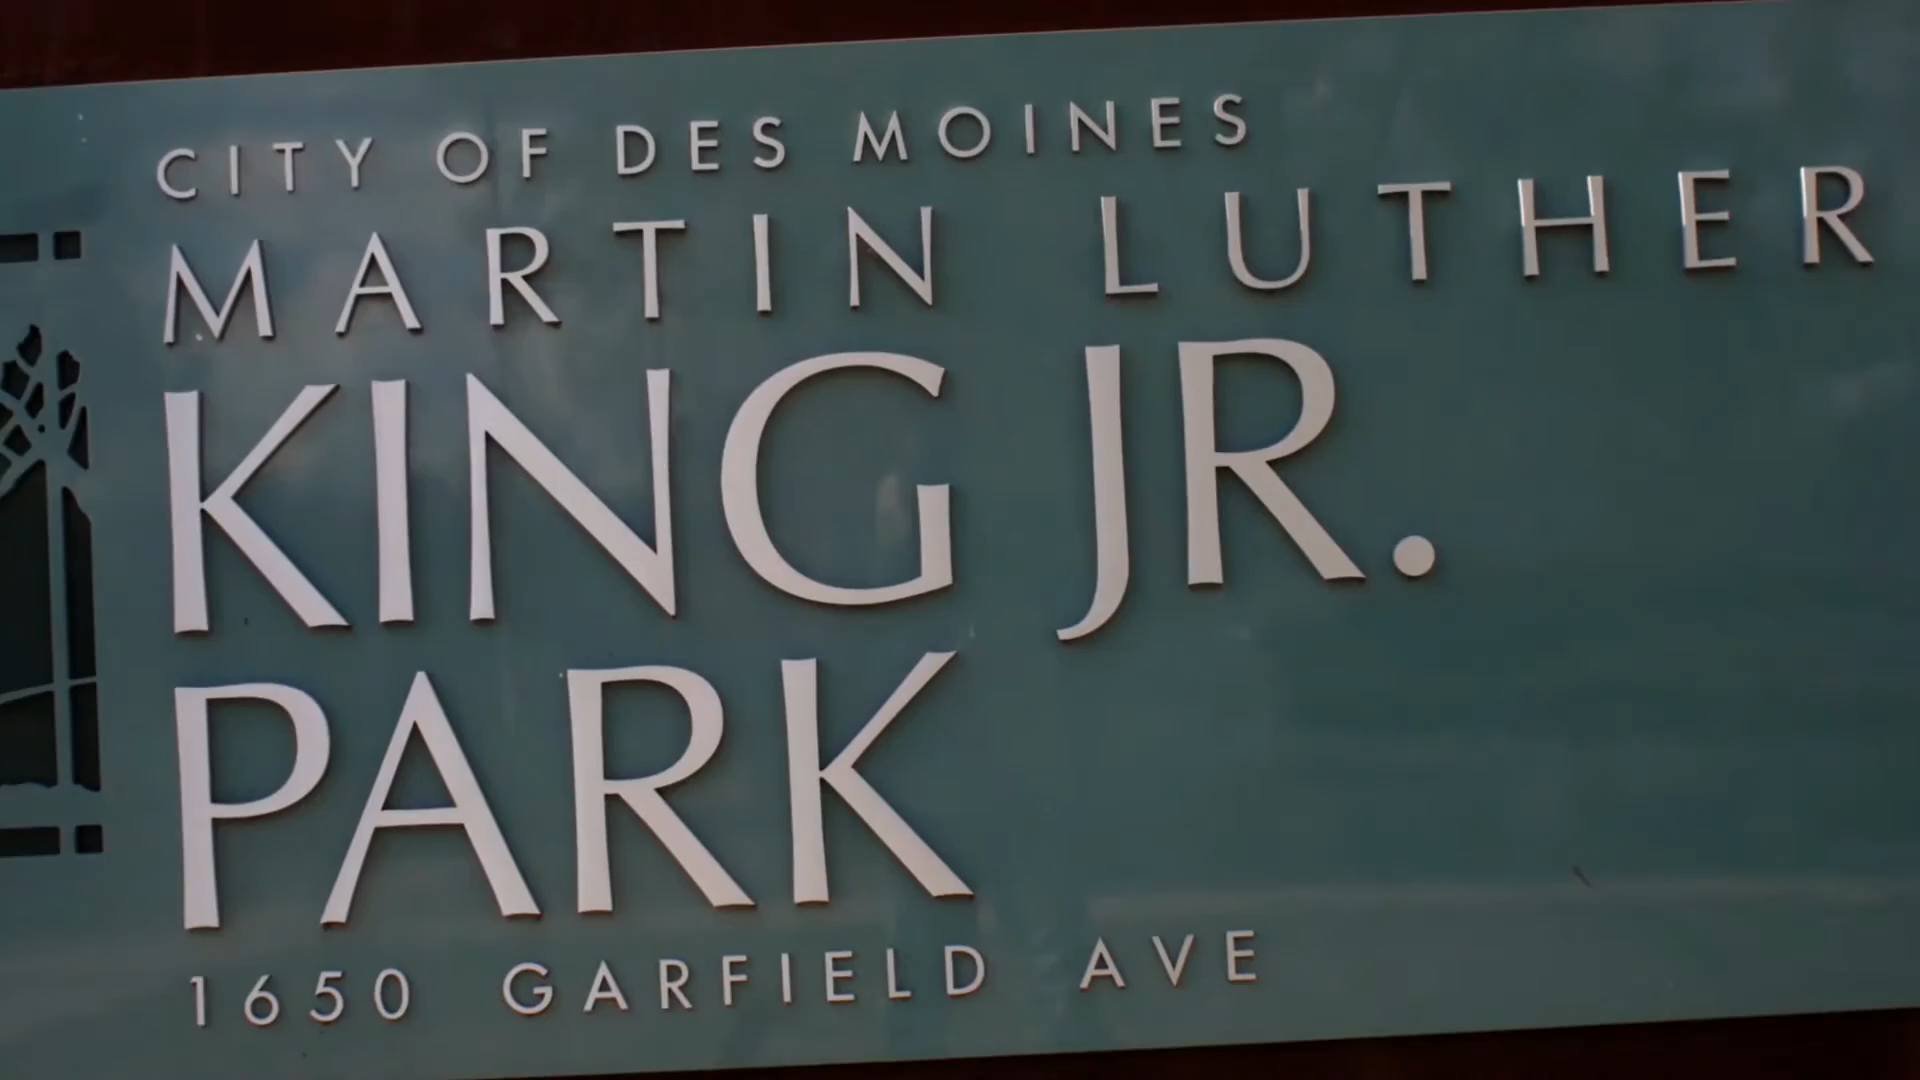 CITY OF DES MOINES
MARTIN LUTHER
KING JR.
PARK
1650 GARFIELD AVE